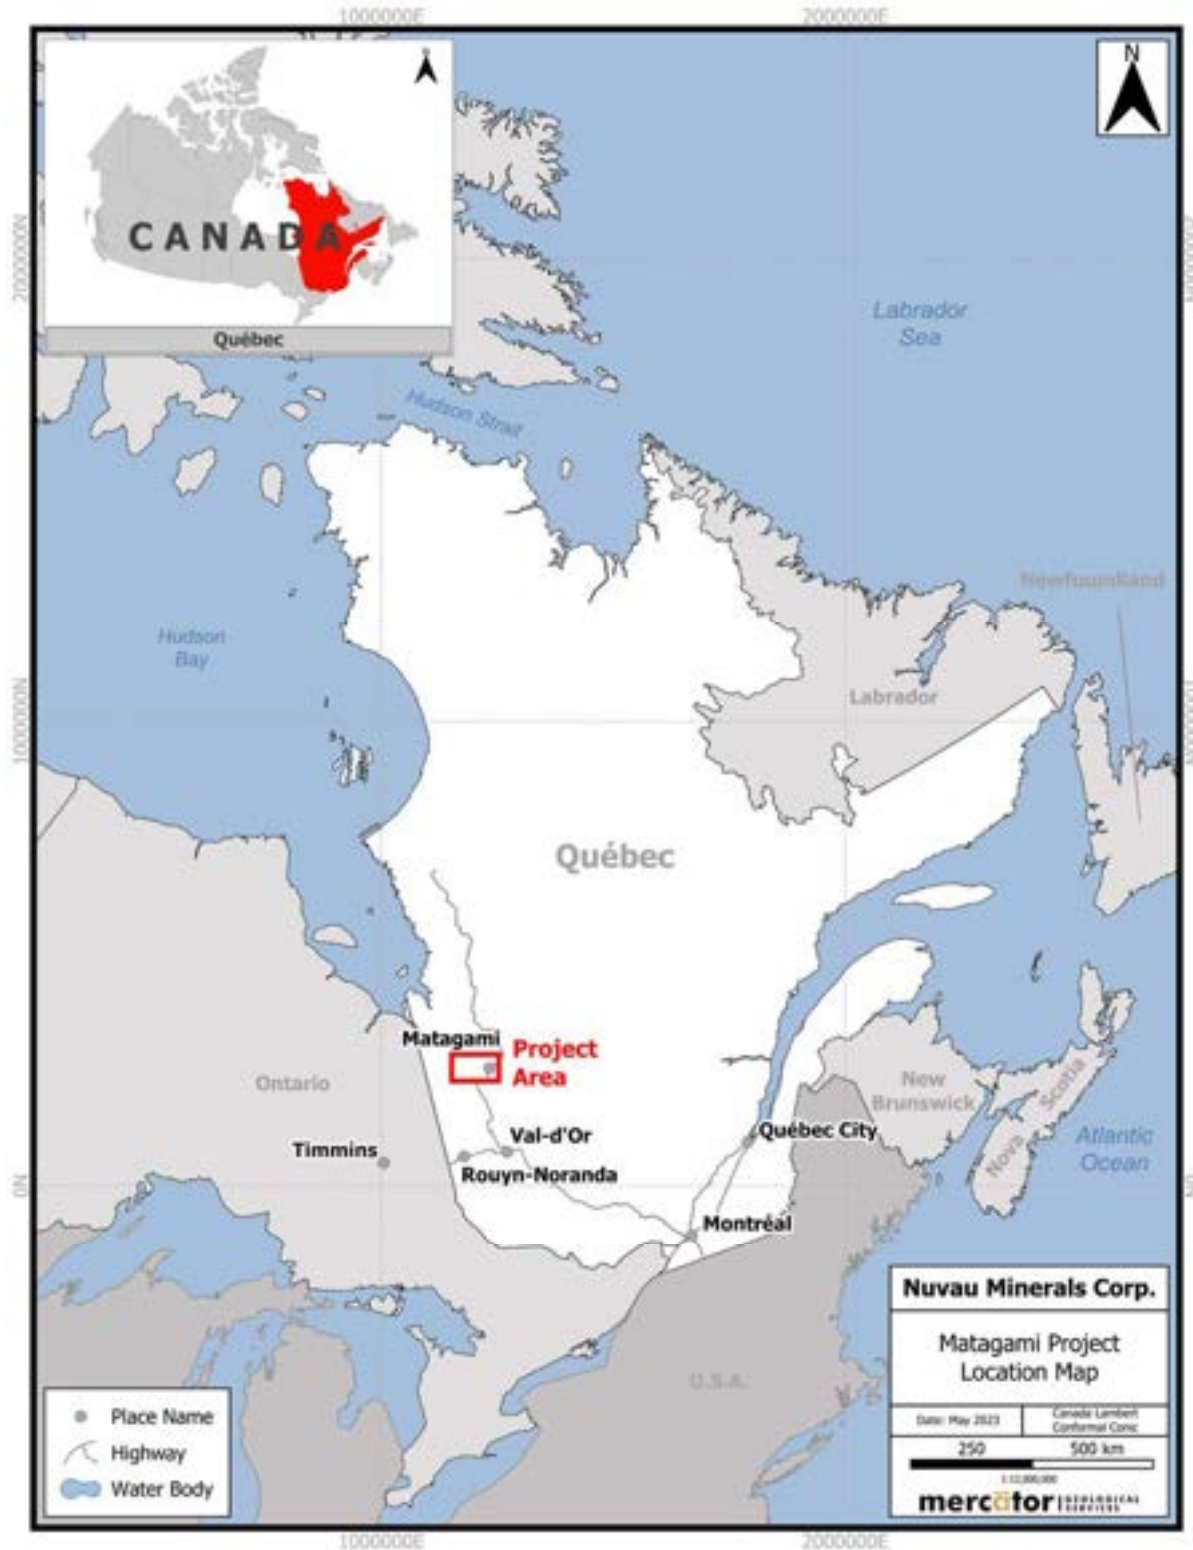 1000000E
2000000E
N
CANADA
Québec
2000000N
Labrador
Sea
Hudson Strait
Newfoundland
Hudson
Bay
Labrador
1000000N
Québec
Matagami
Project
Area
Ontario
New
Brunswick
Nova Scotia
Atlantic
Ocean
Val-d'Or
Timmins
Rouyn-Noranda
Québec City
0N
Montréal
U.S.A.
Place Name
Highway
Water Body
Nuvau Minerals Corp.
Matagami Project
Location Map
Date: May 2023
Canada Lambert
Conformal Conic
250 500 km
mercator GEOLOGICAL
SERVICES
1000000E
2000000E